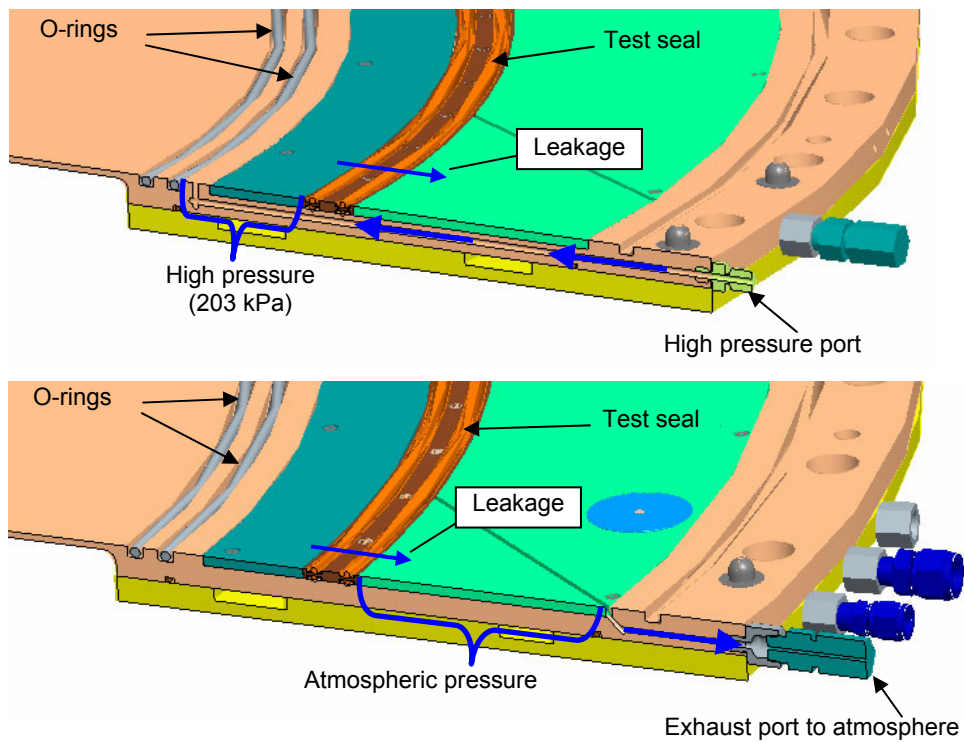 O-rings
Test seal
Leakage
High pressure
(203 kPa)
High pressure port
O-rings
Test seal
Leakage
Atmospheric pressure
Exhaust port to atmosphere